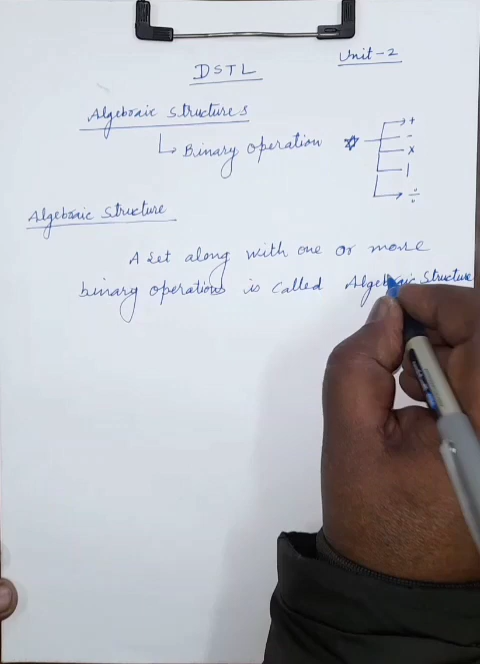 Unit-2
DSTL
Algebraic Structures
Binary operation * + - × | ÷
Algebraic Structure
A set along with one or more
binary operations is called Algebraic Structure